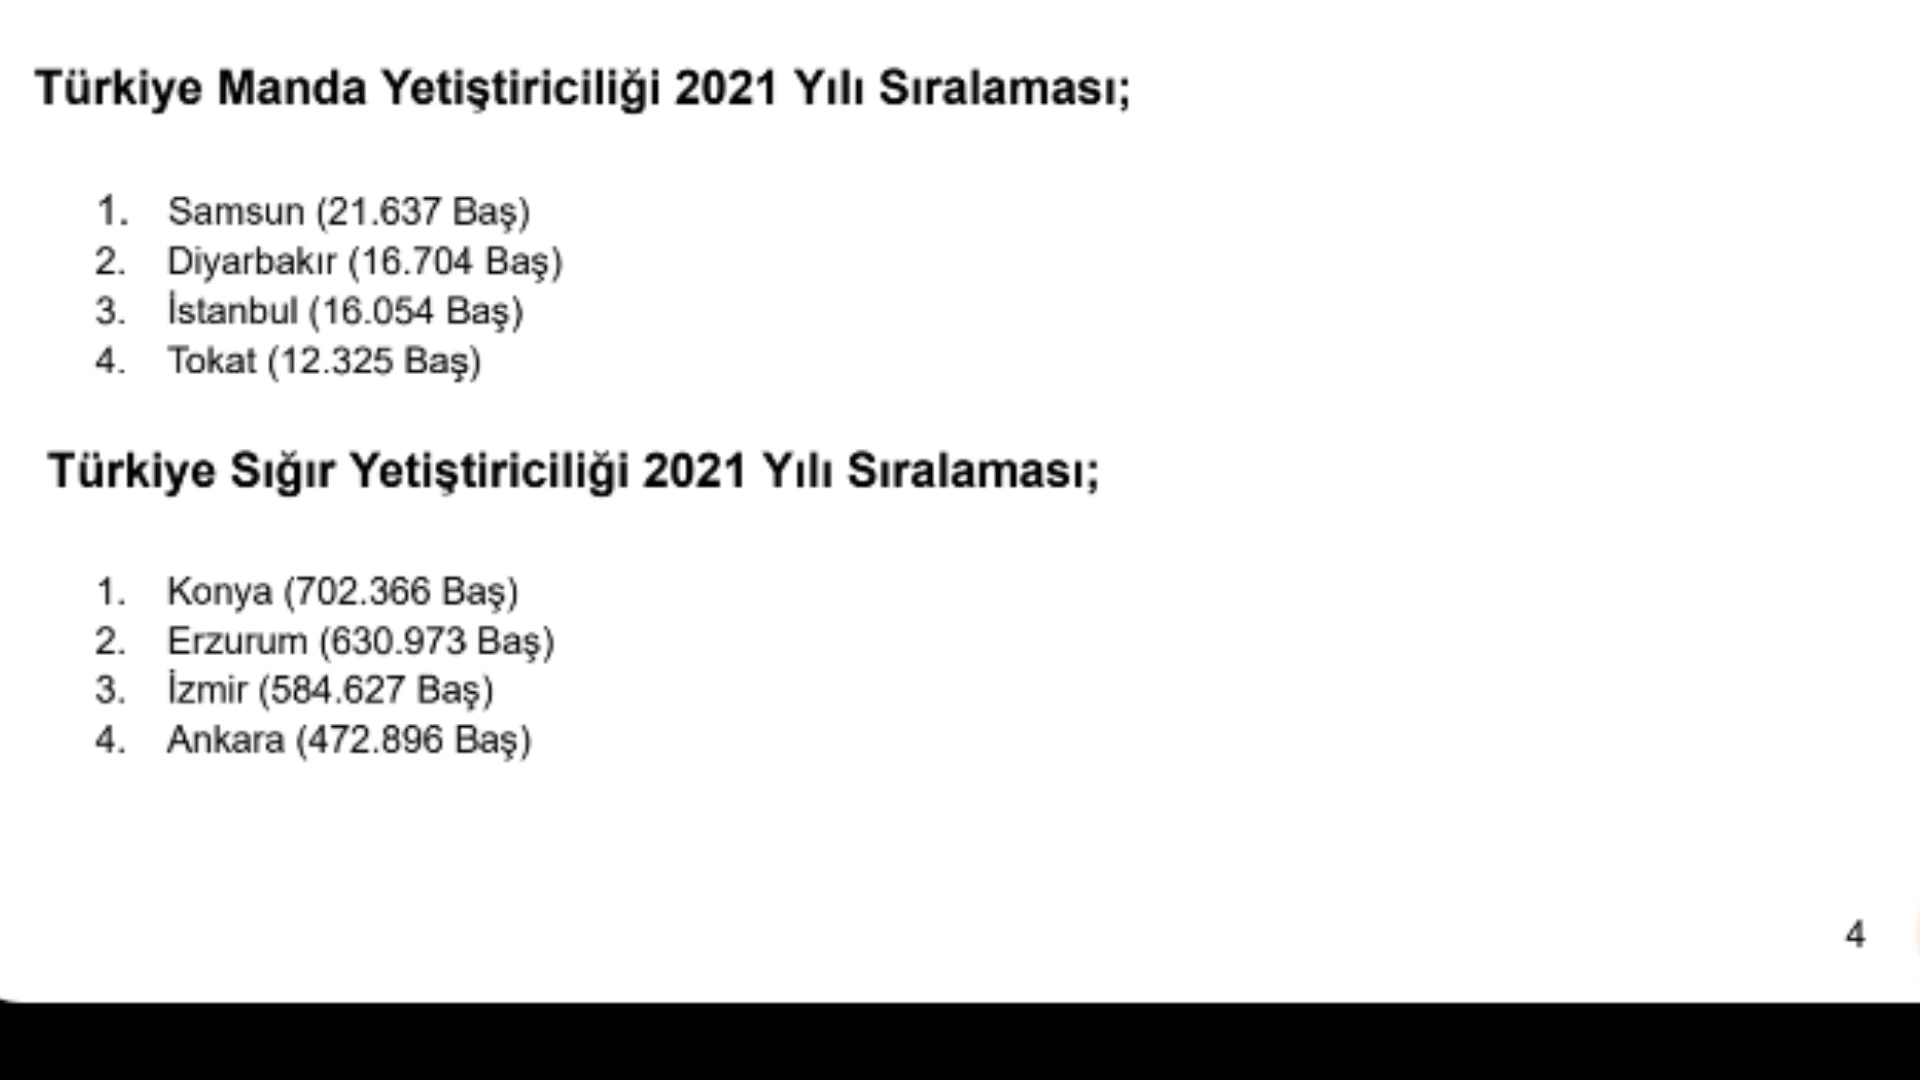 Türkiye Manda Yetiştiriciliği 2021 Yılı Sıralaması;
1. Samsun (21.637 Baş)
2. Diyarbakır (16.704 Baş)
3. İstanbul (16.054 Baş)
4. Tokat (12.325 Baş)
Türkiye Sığır Yetiştiriciliği 2021 Yılı Sıralaması;
1. Konya (702.366 Baş)
2. Erzurum (630.973 Baş)
3. İzmir (584.627 Baş)
4. Ankara (472.896 Baş)
4